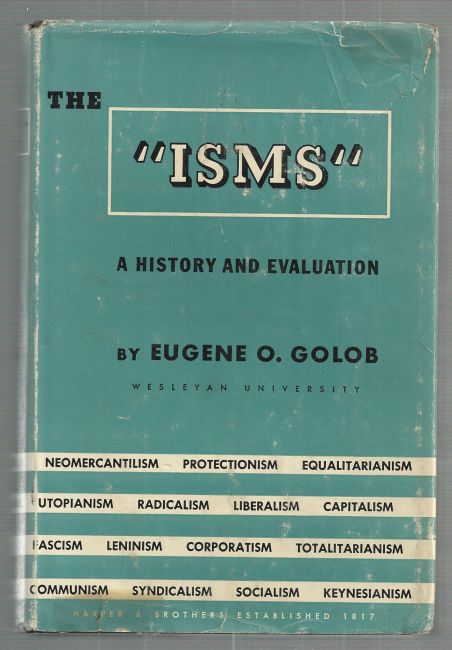 THE
"ISMS"
A HISTORY AND EVALUATION
BY EUGENE O. GOLOB
WESLEYAN UNIVERSITY
NEOMERCANTILISM PROTECTIONISM EQUALITARIANISM
UTOPIANISM RADICALISM LIBERALISM CAPITALISM
FASCISM LENINISM CORPORATISM TOTALITARIANISM
COMMUNISM SYNDICALISM SOCIALISM KEYNESIANISM
HARPER & BROTHERS ESTABLISHED 1817